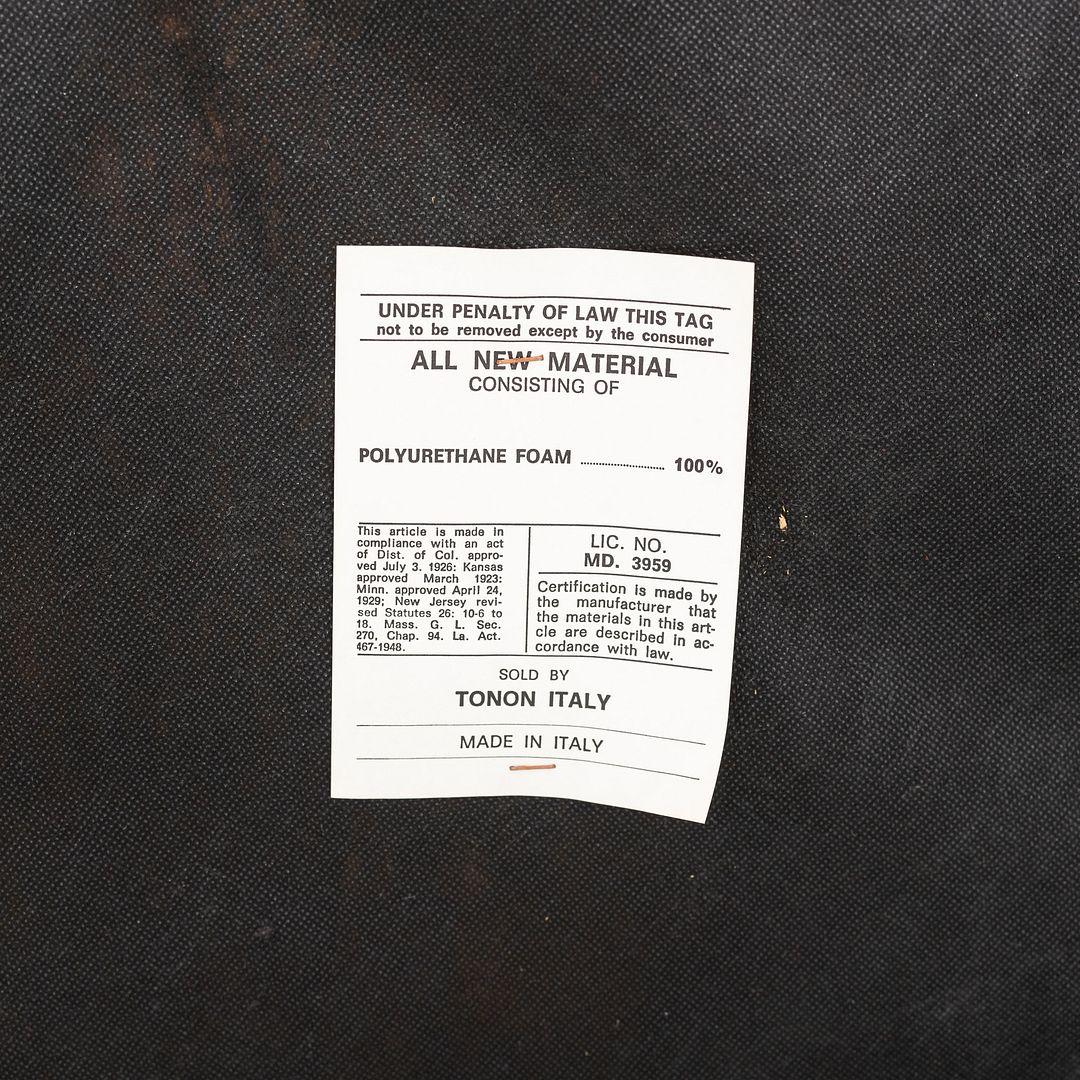 UNDER PENALTY OF LAW THIS TAG
not to be removed except by the consumer
ALL NEW MATERIAL
CONSISTING OF
POLYURETHANE FOAM .......................... 100%
This article is made in
compliance with an act
of Dist. of Col. appro-
ved July 3. 1926: Kansas
approved March 1923:
Minn. approved April 24,
1929; New Jersey revi-
sed Statutes 26: 10-6 to
18. Mass. G. L. Sec.
270, Chap. 94. La. Act.
467-1948.
LIC. NO.
MD. 3959
Certification is made by
the manufacturer that
the materials in this art-
cle are described in ac-
cordance with law.
SOLD BY
TONON ITALY
MADE IN ITALY